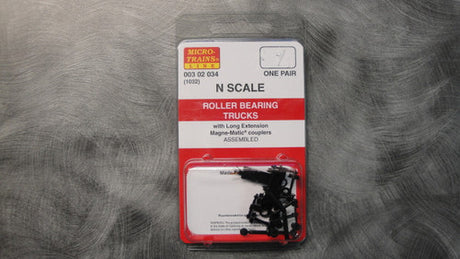 MICRO-
TRAINS®
LINE
003 02 034
(1032)
ONE PAIR
N SCALE
ROLLER BEARING
TRUCKS
with Long Extension
Magne-Matic® couplers
ASSEMBLED